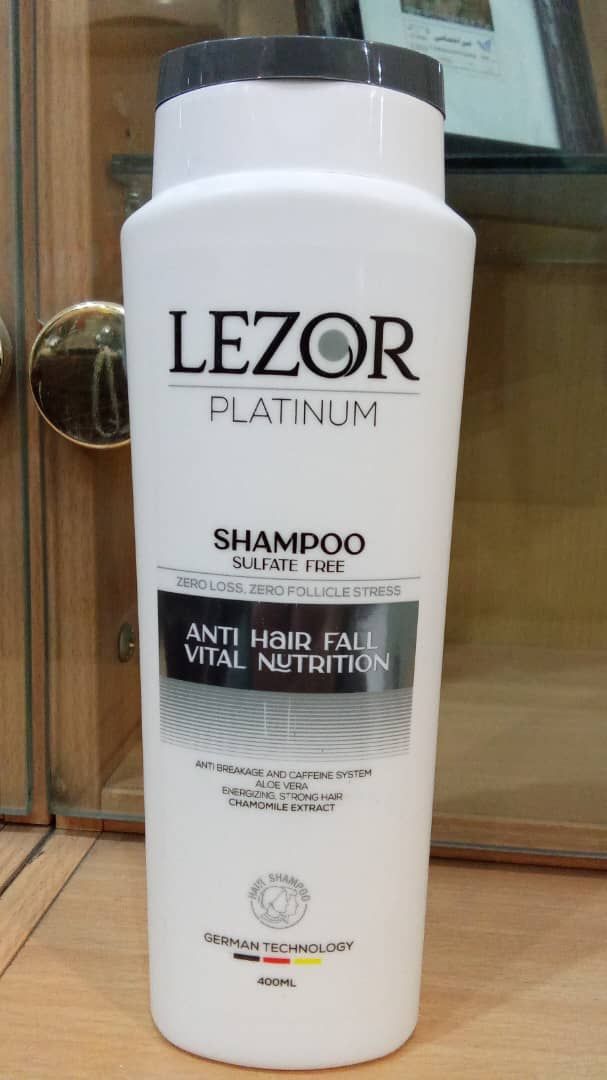 LEZOR
PLATINUM
SHAMPOO
SULFATE FREE
ZERO LOSS, ZERO FOLLICLE STRESS
ANTI HaIR FALL
VITAL NUTRITION
ANTI BREAKAGE AND CAFFEINE SYSTEM
ALOE VERA
ENERGIZING, STRONG HAIR
CHAMOMILE EXTRACT
HAIR SHAMPOO
GERMAN TECHNOLOGY
400ML